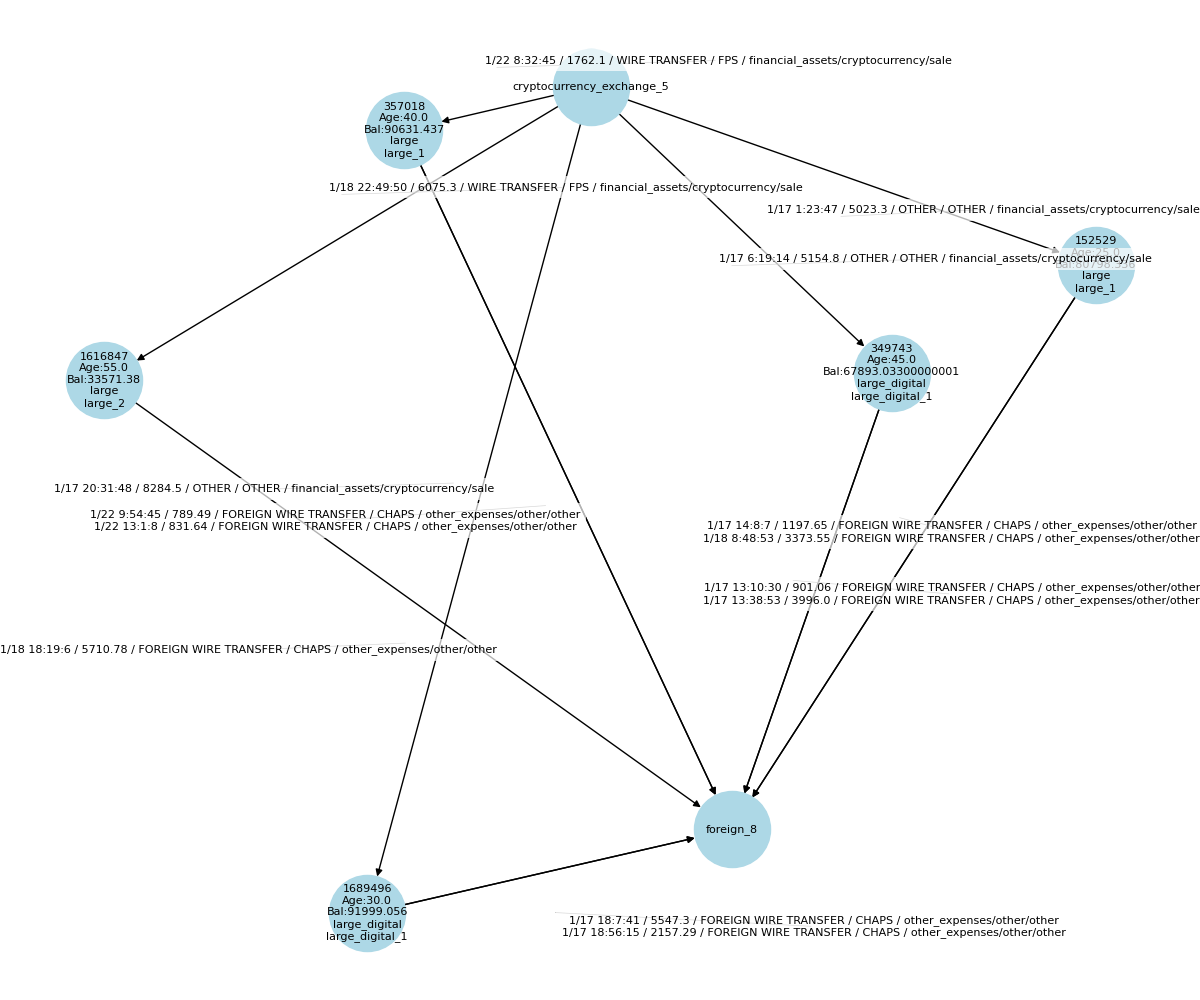 1/22 8:32:45 / 1762.1 / WIRE TRANSFER / FPS / financial_assets/cryptocurrency/sale
cryptocurrency_exchange_5
357018
Age:40.0
Bal:90631.437
large
large_1
1/18 22:49:50 / 6075.3 / WIRE TRANSFER / FPS / financial_assets/cryptocurrency/sale
1/17 1:23:47 / 5023.3 / OTHER / OTHER / financial_assets/cryptocurrency/sale
152529
Age:25.0
1/17 6:19:14 / 5154.8 / OTHER / OTHER / financial_assets/cryptocurrency/sale
large
large_1
1616847
Age:55.0
Bal:33571.38
large
large_2
349743
Age:45.0
Bal:67893.03300000001
large_digital
large_digital_1
1/17 20:31:48 / 8284.5 / OTHER / OTHER / financial_assets/cryptocurrency/sale
1/22 9:54:45 / 789.49 / FOREIGN WIRE TRANSFER / CHAPS / other_expenses/other/other
1/22 13:1:8 / 831.64 / FOREIGN WIRE TRANSFER / CHAPS / other_expenses/other/other
1/17 14:8:7 / 1197.65 / FOREIGN WIRE TRANSFER / CHAPS / other_expenses/other/other
1/18 8:48:53 / 3373.55 / FOREIGN WIRE TRANSFER / CHAPS / other_expenses/other/other
1/17 13:10:30 / 901.06 / FOREIGN WIRE TRANSFER / CHAPS / other_expenses/other/other
1/17 13:38:53 / 3996.0 / FOREIGN WIRE TRANSFER / CHAPS / other_expenses/other/other
1/18 18:19:6 / 5710.78 / FOREIGN WIRE TRANSFER / CHAPS / other_expenses/other/other
foreign_8
1689496
Age:30.0
Bal:91999.056
large_digital
large_digital_1
1/17 18:7:41 / 5547.3 / FOREIGN WIRE TRANSFER / CHAPS / other_expenses/other/other
1/17 18:56:15 / 2157.29 / FOREIGN WIRE TRANSFER / CHAPS / other_expenses/other/other